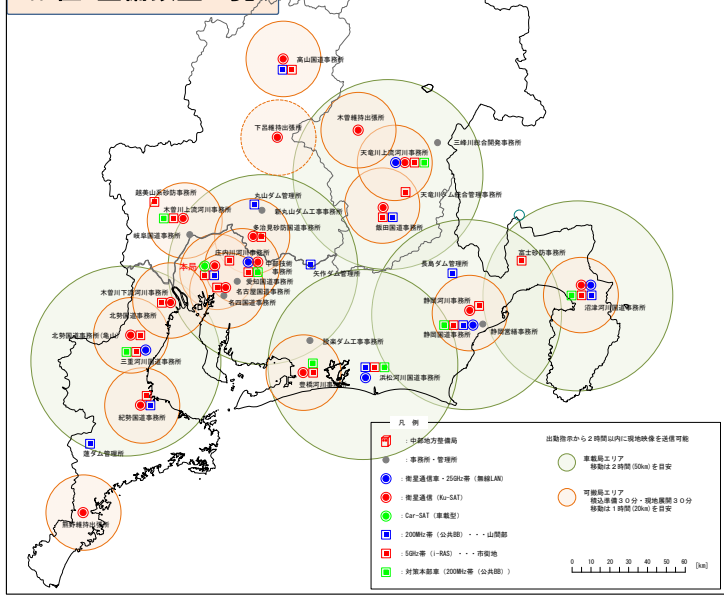 高山国道事務所
下呂維持出張所
木曽維持出張所
三峰川総合開発事務所
天竜川上流河川事務所
天竜川ダム総合管理事務所
飯田国道事務所
越美山系砂防事務所
木曽川上流河川事務所
岐阜国道事務所
丸山ダム管理所
新丸山ダム工事事務所
多治見砂防国道事務所
庄内川河川事務所
本局
中部技術
事務所
愛知国道事務所
名古屋国道事務所
名四国道事務所
矢作ダム管理所
長島ダム管理所
富士砂防事務所
静岡河川事務所
静岡国道事務所
静岡営繕事務所
沼津河川国道事務所
木曽川下流河川事務所
北勢国道事務所
北勢国道事務所(亀山)
三重河川国道事務所
紀勢国道事務所
蓮ダム管理所
熊野維持出張所
設楽ダム工事事務所
豊橋河川事務所
浜松河川国道事務所
凡 例
：中部地方整備局
：事務所・管理所
：衛星通信車・25GHz帯（無線LAN）
：衛星通信（Ku-SAT）
：Car-SAT（車載型）
：200MHz帯（公共BB）・・・山間部
：5GHz帯（i-RAS）・・・市街地
：対策本部車（200MHz帯（公共BB））
出動指示から２時間以内に現地映像を送信可能
車載局エリア
移動は２時間(50km)を目安
可搬局エリア
積込準備３０分・現地展開３０分
移動は１時間(20km)を目安
0 10 20 30 40 50 60 [km]